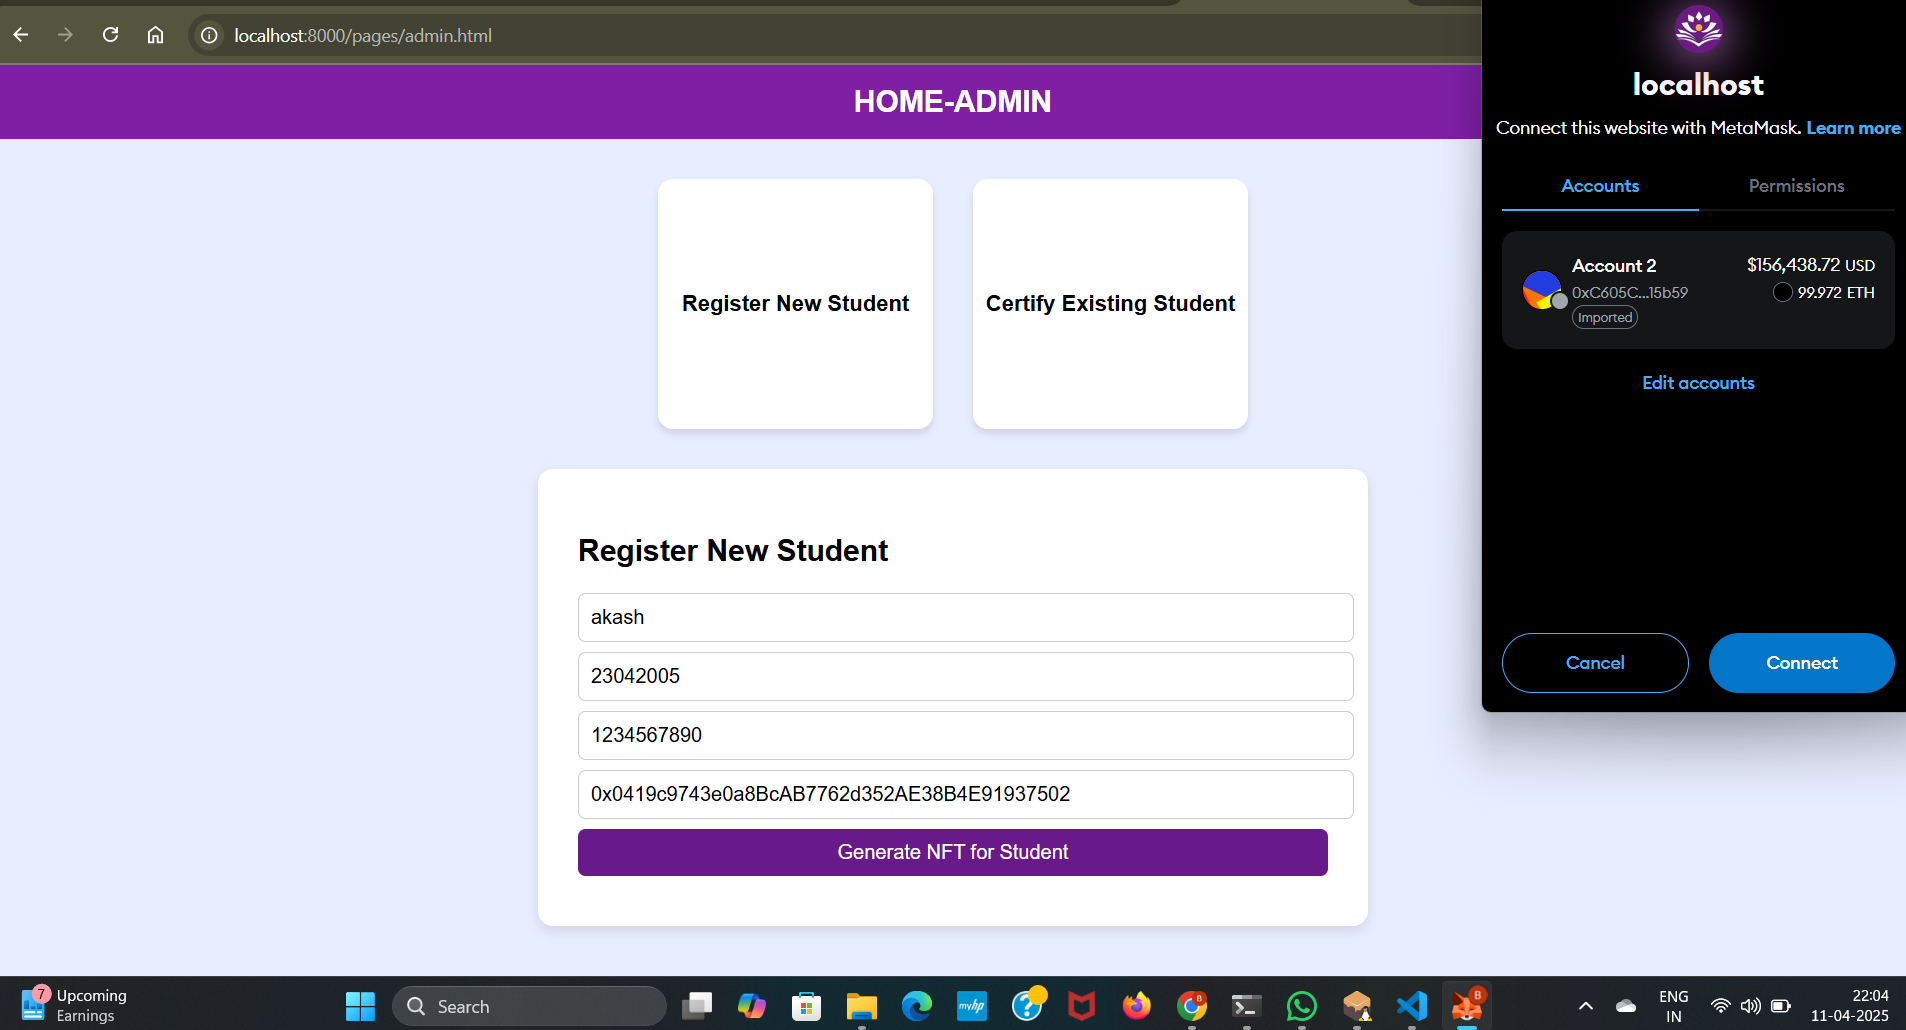 localhost:8000/pages/admin.html
HOME-ADMIN
Register New Student
Certify Existing Student
Register New Student
akash
23042005
1234567890
0x0419c9743e0a8BcAB7762d352AE38B4E91937502
Generate NFT for Student
localhost
Connect this website with MetaMask. Learn more
Accounts
Permissions
Account 2
$156,438.72 USD
0xC605C...15b59
99.972 ETH
Imported
Edit accounts
Cancel
Connect
7
Upcoming
Earnings
Search
myhp
?
B
B
ENG
IN
22:04
11-04-2025